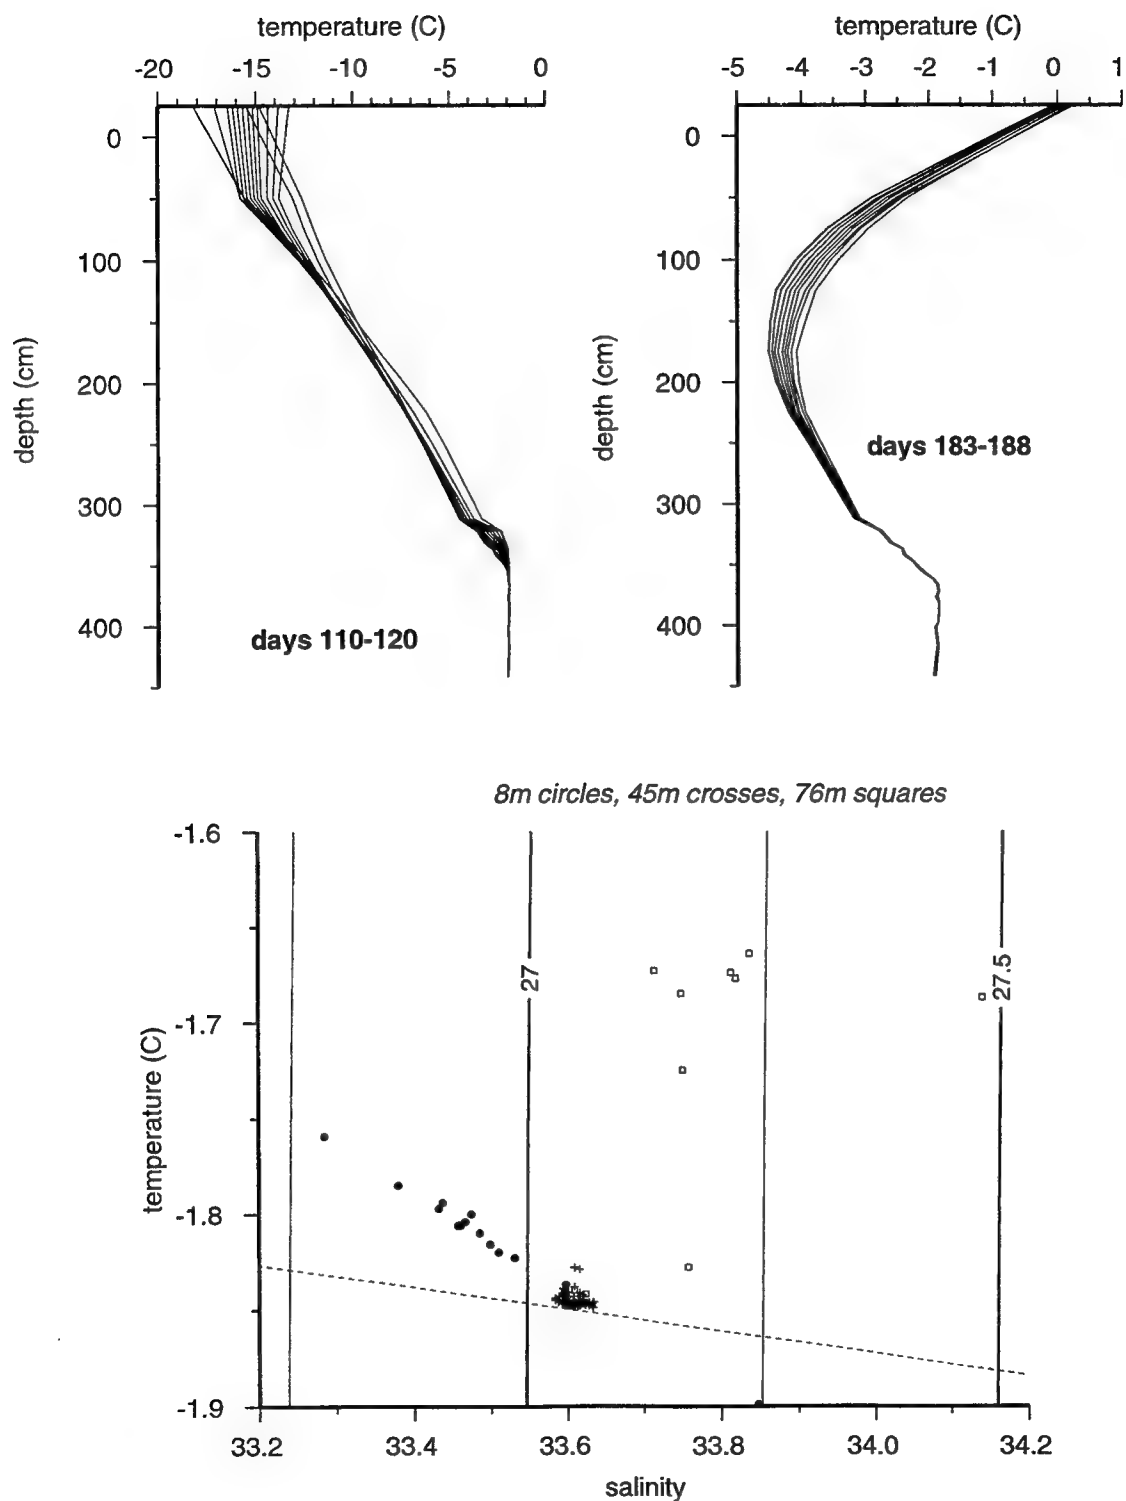 temperature (C)
-20 -15 -10 -5 0
0
100
200
300
400
depth (cm)
days 110-120
temperature (C)
-5 -4 -3 -2 -1 0 1
0
100
200
300
400
depth (cm)
days 183-188
8m circles, 45m crosses, 76m squares
-1.6
-1.7
-1.8
-1.9
temperature (C)
27
27.5
33.2 33.4 33.6 33.8 34.0 34.2
salinity